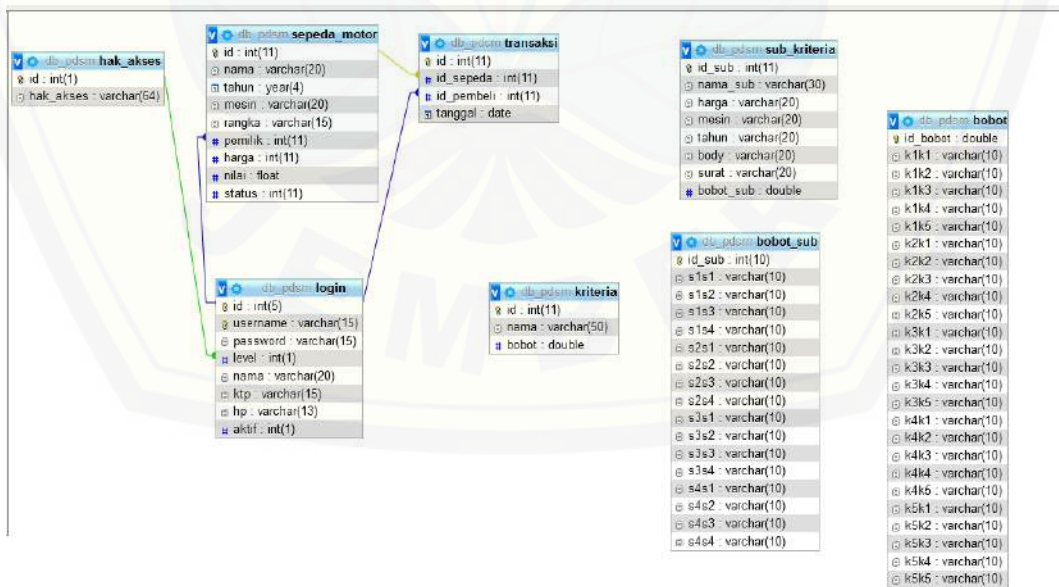 db_pdsm hak_akses
id : int(1)
hak_akses : varchar(64)
db_pdsm sepeda_motor
id : int(11)
nama : varchar(20)
tahun : year(4)
mesin : varchar(20)
rangka : varchar(15)
pemilik : int(11)
harga : int(11)
nilai : float
status : int(11)
db_pdsm transaksi
id : int(11)
id_sepeda : int(11)
id_pembeli : int(11)
tanggal : date
db_pdsm login
id : int(5)
username : varchar(15)
password : varchar(15)
level : int(1)
nama : varchar(20)
ktp : varchar(15)
hp : varchar(13)
aktif : int(1)
db_pdsm kriteria
id : int(11)
nama : varchar(50)
bobot : double
db_pdsm sub_kriteria
id_sub : int(11)
nama_sub : varchar(30)
harga : varchar(20)
mesin : varchar(20)
tahun : varchar(20)
body : varchar(20)
surat : varchar(20)
bobot_sub : double
db_pdsm bobot_sub
id_sub : int(10)
s1s1 : varchar(10)
s1s2 : varchar(10)
s1s3 : varchar(10)
s1s4 : varchar(10)
s2s1 : varchar(10)
s2s2 : varchar(10)
s2s3 : varchar(10)
s2s4 : varchar(10)
s3s1 : varchar(10)
s3s2 : varchar(10)
s3s3 : varchar(10)
s3s4 : varchar(10)
s4s1 : varchar(10)
s4s2 : varchar(10)
s4s3 : varchar(10)
s4s4 : varchar(10)
db_pdsm bobot
id_bobot : double
k1k1 : varchar(10)
k1k2 : varchar(10)
k1k3 : varchar(10)
k1k4 : varchar(10)
k1k5 : varchar(10)
k2k1 : varchar(10)
k2k2 : varchar(10)
k2k3 : varchar(10)
k2k4 : varchar(10)
k2k5 : varchar(10)
k3k1 : varchar(10)
k3k2 : varchar(10)
k3k3 : varchar(10)
k3k4 : varchar(10)
k3k5 : varchar(10)
k4k1 : varchar(10)
k4k2 : varchar(10)
k4k3 : varchar(10)
k4k4 : varchar(10)
k4k5 : varchar(10)
k5k1 : varchar(10)
k5k2 : varchar(10)
k5k3 : varchar(10)
k5k4 : varchar(10)
k5k5 : varchar(10)